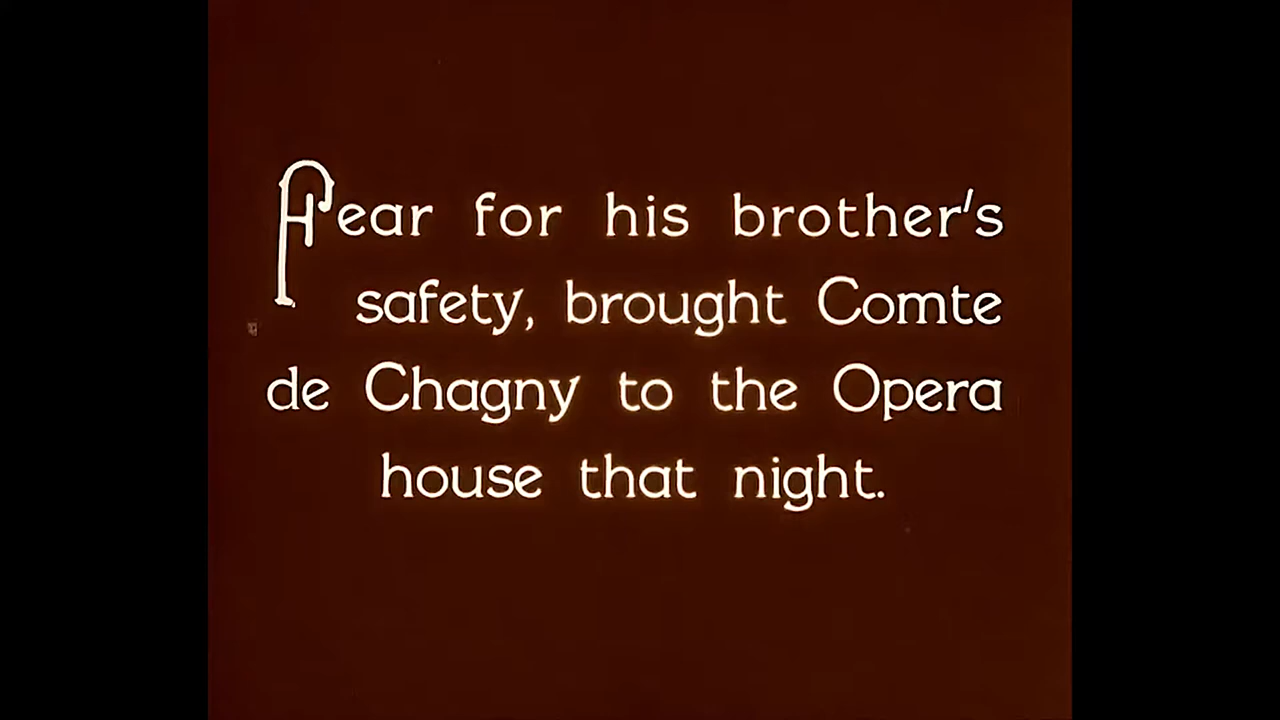 Fear for his brother's
safety, brought Comte
de Chagny to the Opera
house that night.